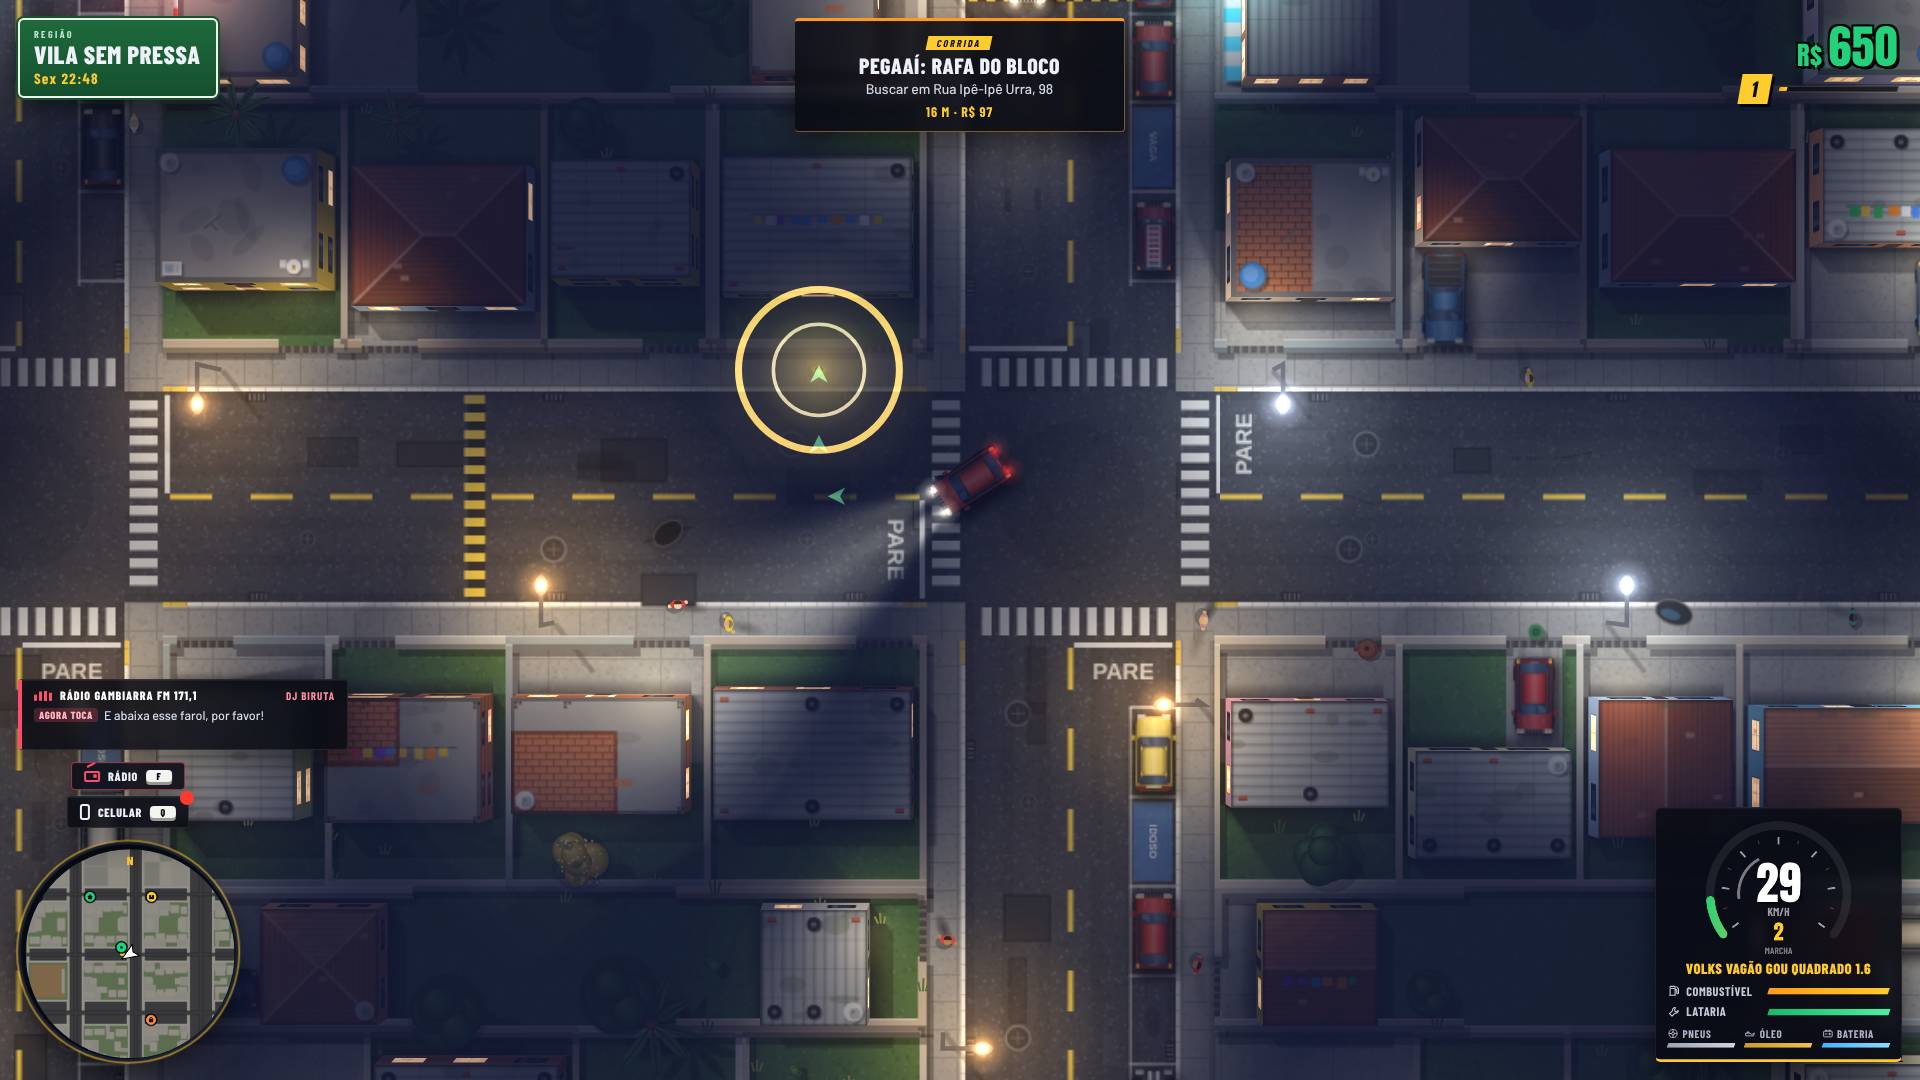 REGIÃO
VILA SEM PRESSA
Sex 22:48
CORRIDA
PEGAAÍ: RAFA DO BLOCO
Buscar em Rua Ipê-Ipê Urra, 98
16 M · R$ 97
R$ 650
1
VAGA
PARE
PARE
PARE
PARE
RÁDIO GAMBIARRA FM 171,1
DJ BIRUTA
AGORA TOCA
E abaixa esse farol, por favor!
IDOSO
RÁDIO F
CELULAR Q
N
IDOSO
29
KM/H
2
MARCHA
VOLKS VAGÃO GOU QUADRADO 1.6
COMBUSTÍVEL
LATARIA
PNEUS
ÓLEO
BATERIA